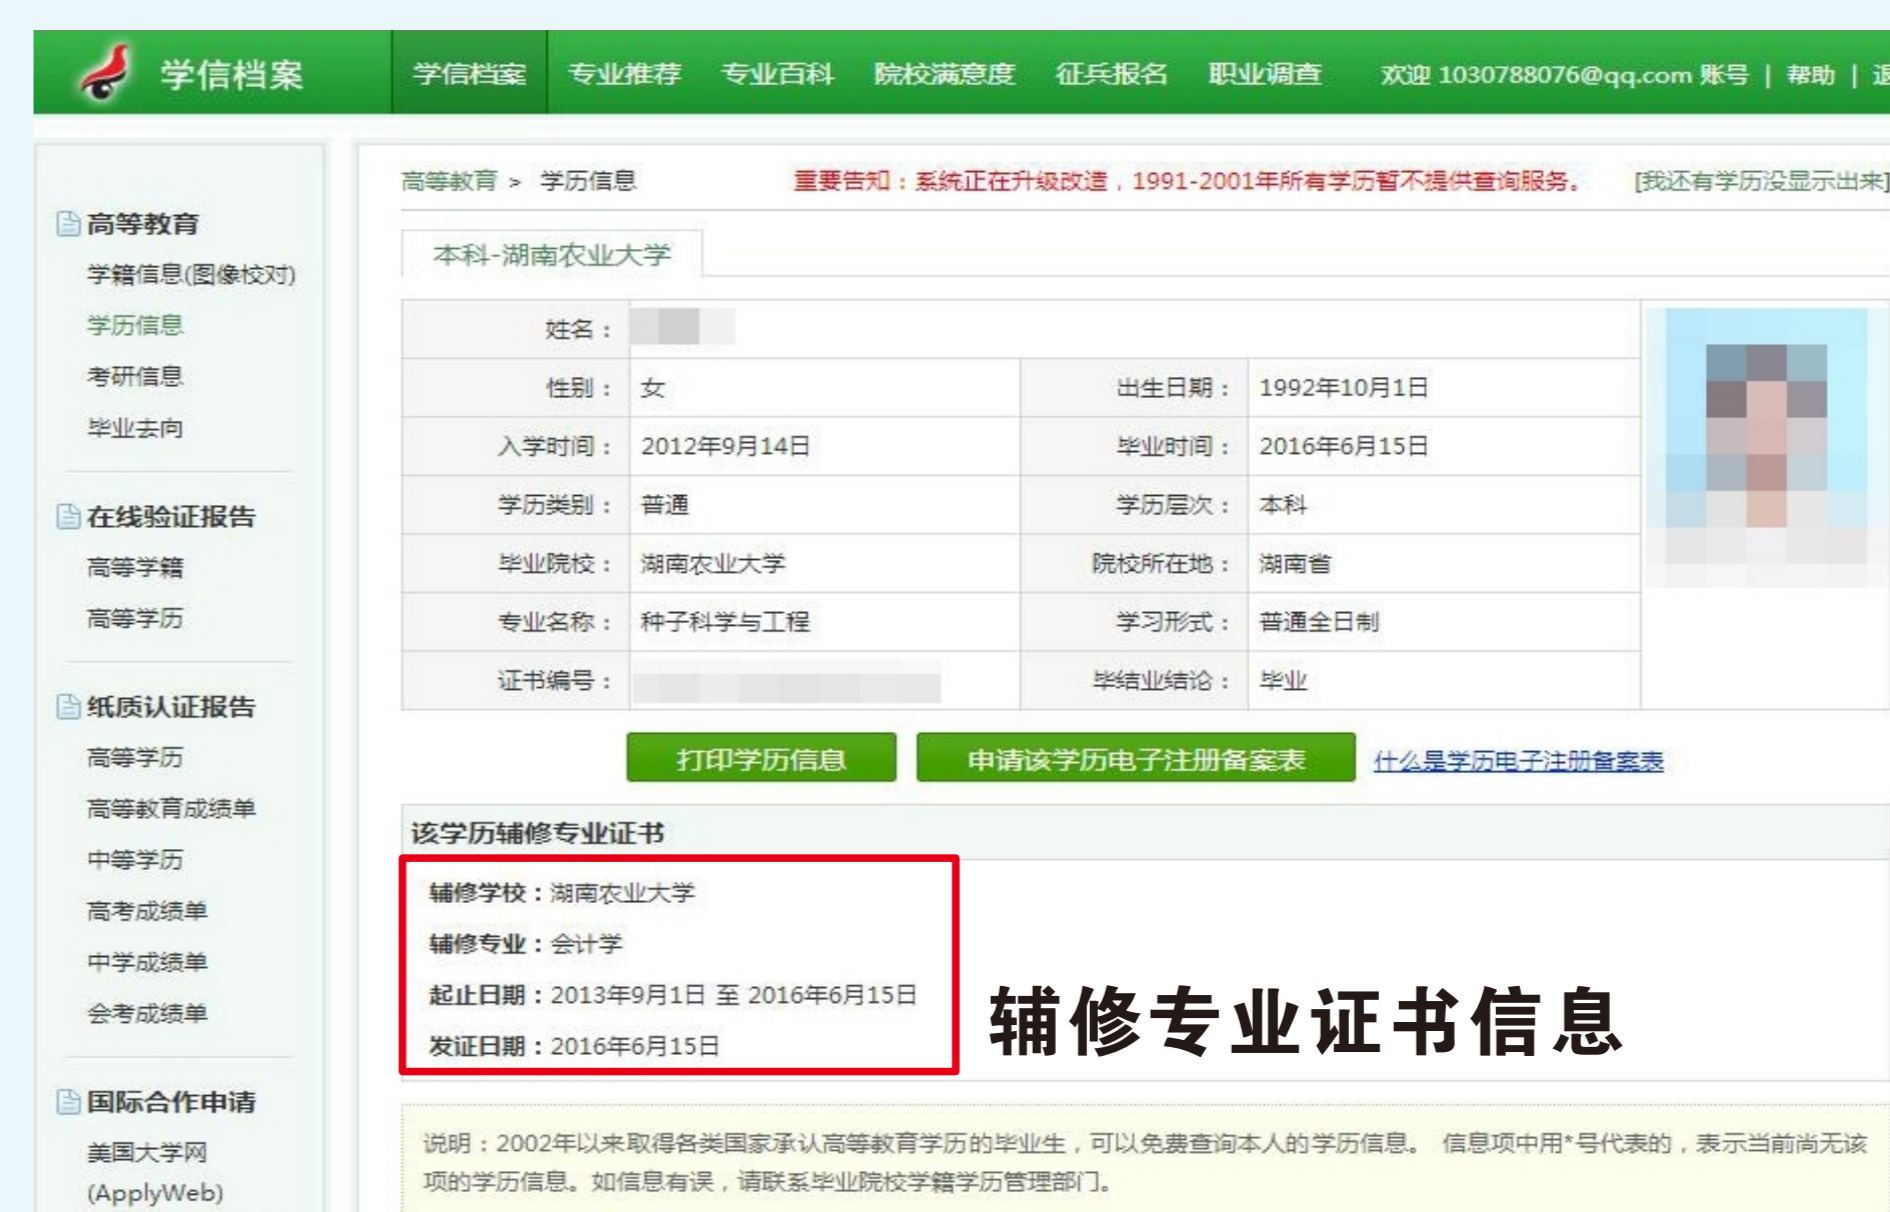 学信档案
学信档案 专业推荐 专业百科 院校满意度 征兵报名 职业调查 欢迎 1030788076@qq.com 账号 | 帮助 |
高等教育
学籍信息(图像校对)
学历信息
考研信息
毕业去向
在线验证报告
高等学籍
高等学历
纸质认证报告
高等学历
高等教育成绩单
中等学历
高考成绩单
中学成绩单
会考成绩单
国际合作申请
美国大学网
(ApplyWeb)
高等教育 > 学历信息 重要告知：系统正在升级改造，1991-2001年所有学历暂不提供查询服务。 [我还有学历没显示出来]
本科-湖南农业大学
姓名：
性别： 女 出生日期： 1992年10月1日
入学时间： 2012年9月14日 毕业时间： 2016年6月15日
学历类别： 普通 学历层次： 本科
毕业院校： 湖南农业大学 院校所在地： 湖南省
专业名称： 种子科学与工程 学习形式： 普通全日制
证书编号： 毕结业结论： 毕业
打印学历信息 申请该学历电子注册备案表 什么是学历电子注册备案表
该学历辅修专业证书
辅修学校：湖南农业大学
辅修专业：会计学
起止日期：2013年9月1日 至 2016年6月15日
发证日期：2016年6月15日
辅修专业证书信息
说明：2002年以来取得各类国家承认高等教育学历的毕业生，可以免费查询本人的学历信息。 信息项中用*号代表的，表示当前尚无该
项的学历信息。如信息有误，请联系毕业院校学籍学历管理部门。